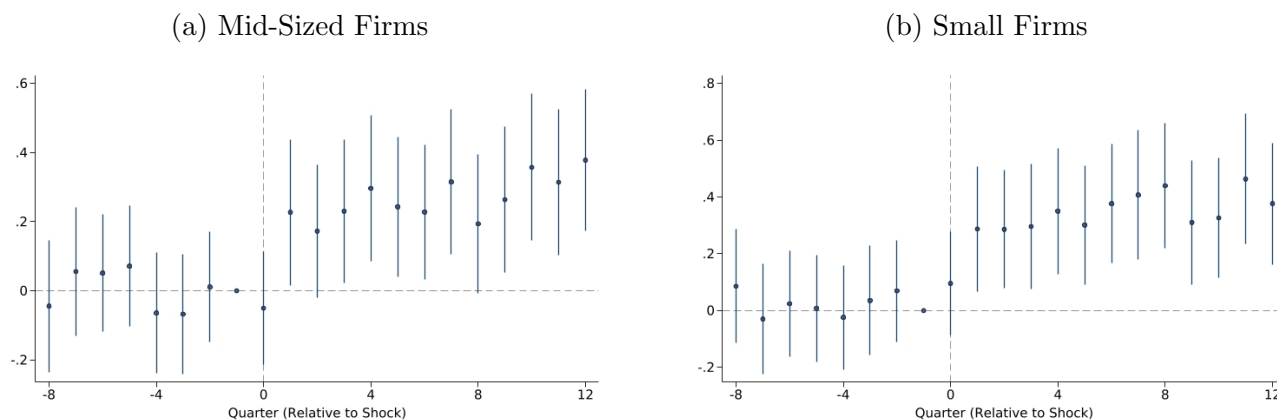 (a) Mid-Sized Firms
.6
.4
.2
0
-.2
-8 -4 0 4 8 12
Quarter (Relative to Shock)
(b) Small Firms
.8
.6
.4
.2
0
-.2
-8 -4 0 4 8 12
Quarter (Relative to Shock)